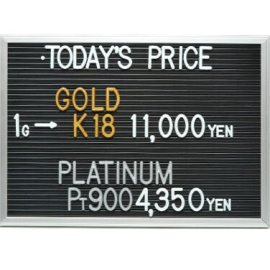 ·TODAY'S PRICE
GOLD
1G→ K18 11,000YEN
PLATINUM
PT900 4,350YEN